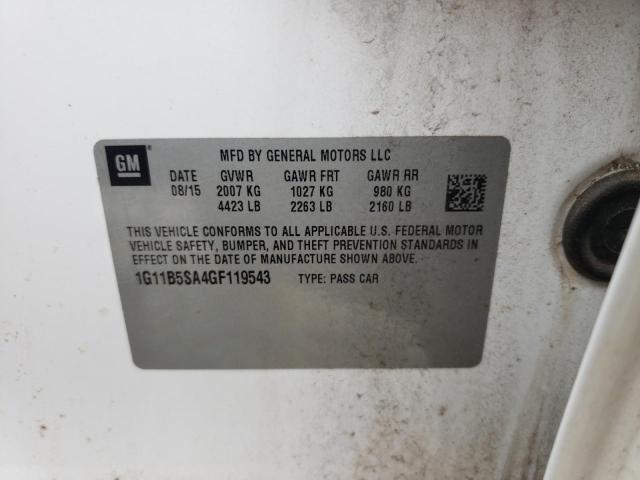 GM
MFD BY GENERAL MOTORS LLC
DATE GVWR GAWR FRT GAWR RR
08/15 2007 KG 1027 KG 980 KG
4423 LB 2263 LB 2160 LB
THIS VEHICLE CONFORMS TO ALL APPLICABLE U.S. FEDERAL MOTOR
VEHICLE SAFETY, BUMPER, AND THEFT PREVENTION STANDARDS IN
EFFECT ON THE DATE OF MANUFACTURE SHOWN ABOVE.
1G11B5SA4GF119543 TYPE: PASS CAR